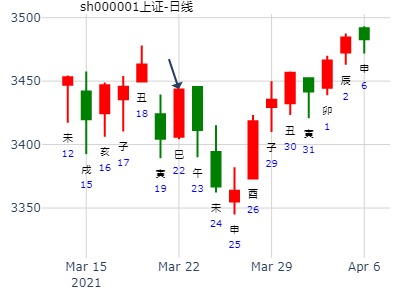 sh000001上证-日线
3500
3450
3400
3350
未
12
戌
15
亥
16
子
17
丑
18
寅
19
巳
22
午
23
未
24
申
25
酉
26
子
29
丑
30
寅
31
卯
1
辰
2
申
6
Mar 15
2021
Mar 22
Mar 29
Apr 6